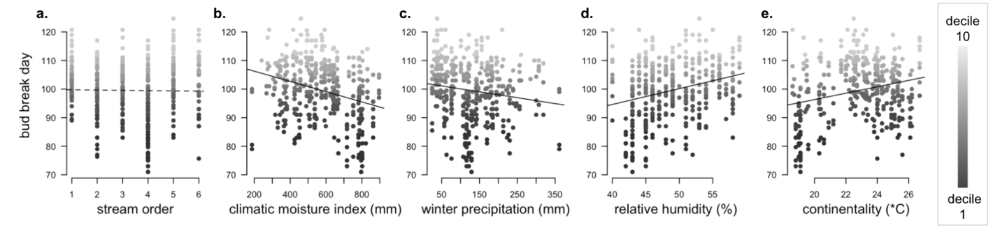 a.
bud break day
120
110
100
90
80
70
1 2 3 4 5 6
stream order
b.
120
110
100
90
80
70
200 400 600 800
climatic moisture index (mm)
c.
120
110
100
90
80
70
50 150 250 350
winter precipitation (mm)
d.
120
110
100
90
80
70
40 45 50 55
relative humidity (%)
e.
120
110
100
90
80
70
20 22 24 26
continentality (*C)
decile
10
decile
1